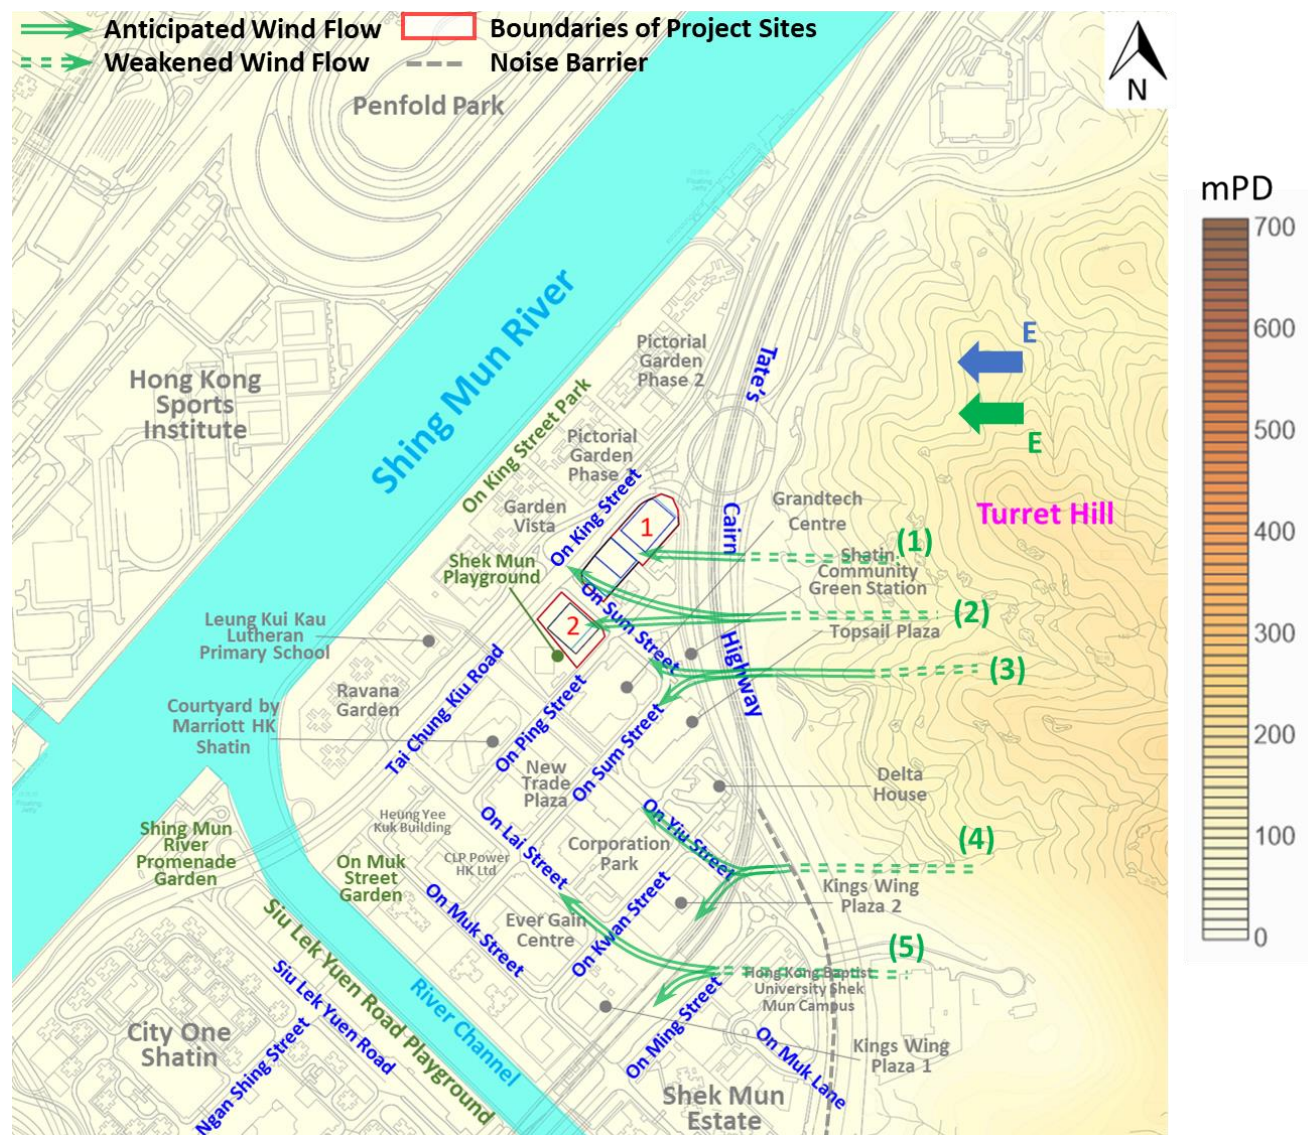 Anticipated Wind Flow
Boundaries of Project Sites
Weakened Wind Flow
Noise Barrier
N
Penfold Park
mPD
700
600
500
400
300
200
100
0
Shing Mun River
Hong Kong
Sports
Institute
Pictorial
Garden
Phase 2
Tate's
Cairn
Highway
E
E
Turret Hill
On King Street Park
Pictorial
Garden
Phase
On King Street
Garden
Vista
1
2
Grandtech
Centre
(1)
Shatin
Community
Green Station
(2)
Topsail Plaza
(3)
Shek Mun
Playground
On Sum Street
Leung Kui Kau
Lutheran
Primary School
Ravana
Garden
Tai Chung Kiu Road
Courtyard by
Marriott HK
Shatin
On Ping Street
On Sum Street
New
Trade
Plaza
Delta
House
Heung Yee
Kuk Building
On Lai Street
On Yiu Street
(4)
Corporation
Park
Shing Mun
River
Promenade
Garden
On Muk
Street
Garden
CLP Power
HK Ltd
Kings Wing
Plaza 2
On Muk Street
Ever Gain
Centre
On Kwan Street
(5)
Hong Kong Baptist
University Shek
Mun Campus
Siu Lek Yuen Road Playground
Siu Lek Yuen Road
River Channel
On Ming Street
On Muk Lane
Kings Wing
Plaza 1
City One
Shatin
Ngan Shing Street
Shek Mun
Estate